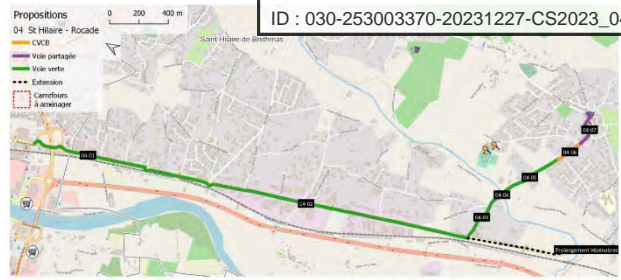 ID : 030-253003370-20231227-CS2023_04
Propositions
0 200 400 m
04 St Hilaire - Rocade
CVCB
Voie partagée
Voie verte
Extension
Carrefours
à aménager
Saint-Hilaire-de-Brethmas
04-07
04-06
04-01
04-05
04-04
04-02
04-03
Prolongement Vézénobres